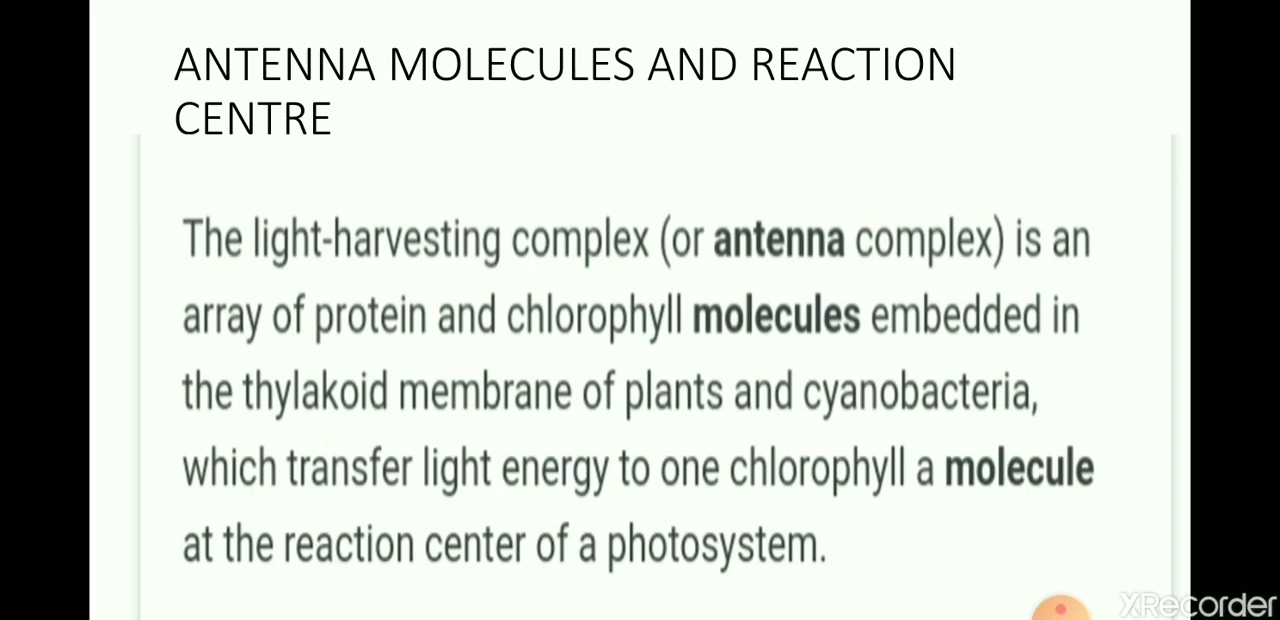 ANTENNA MOLECULES AND REACTION
CENTRE
The light-harvesting complex (or antenna complex) is an
array of protein and chlorophyll molecules embedded in
the thylakoid membrane of plants and cyanobacteria,
which transfer light energy to one chlorophyll a molecule
at the reaction center of a photosystem.
XRecorder